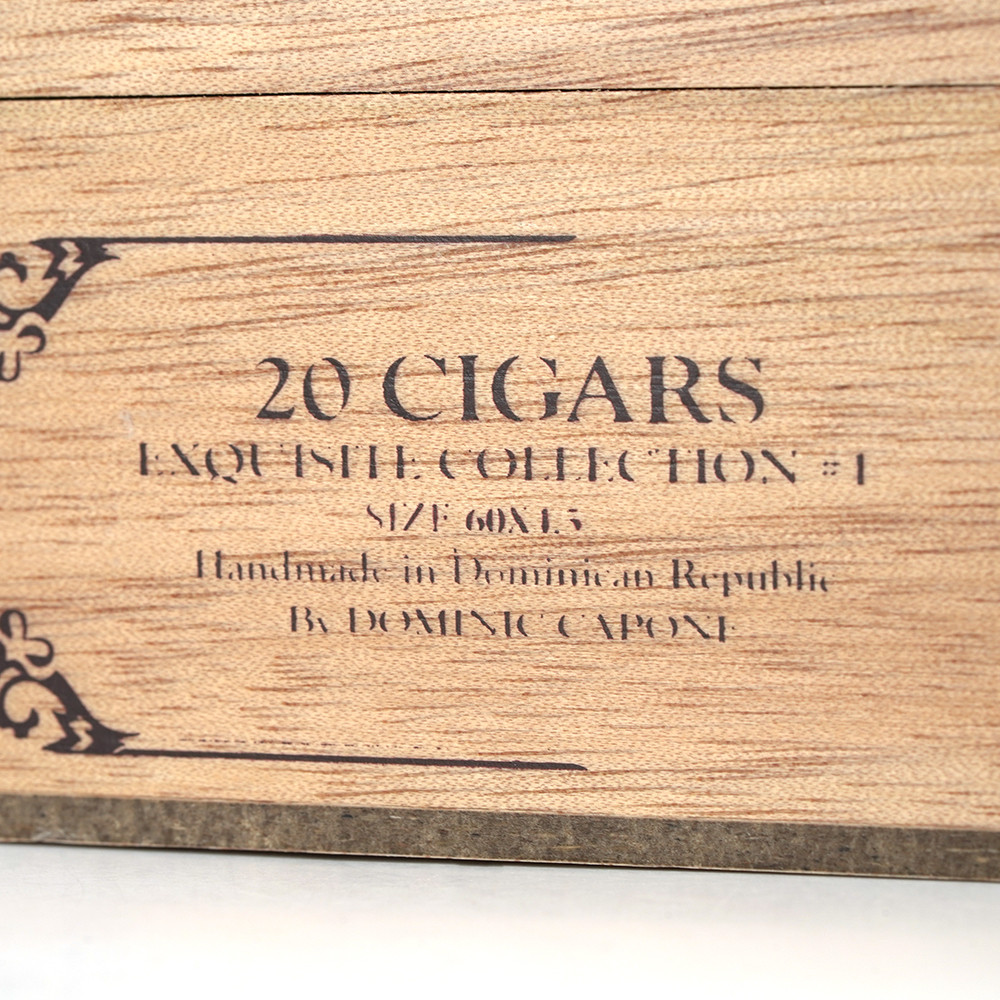 20 CIGARS
EXQUISITE COLLECTION #1
SIZE 60X4.5
Handmade in Dominican Republic
By DOMINIC CAPONE